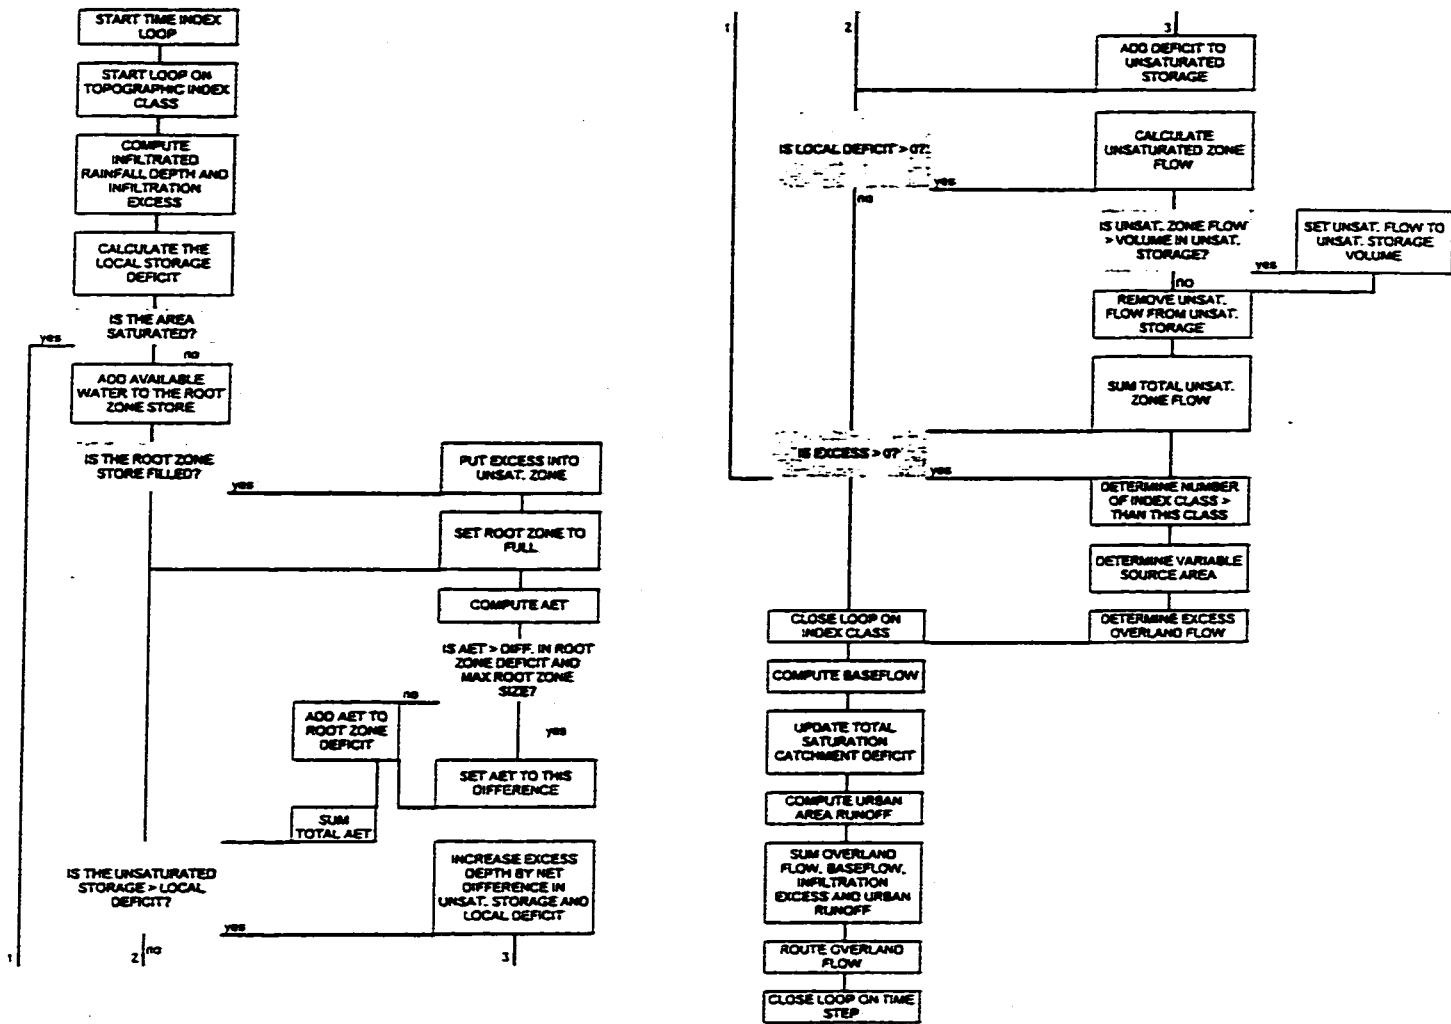 START TIME INDEX
LOOP
START LOOP ON
TOPOGRAPHIC INDEX
CLASS
COMPUTE
INFILTRATED
RAINFALL DEPTH AND
INFILTRATION
EXCESS
CALCULATE THE
LOCAL STORAGE
DEFICIT
IS THE AREA
SATURATED?
yes
no
ADD AVAILABLE
WATER TO THE ROOT
ZONE STORE
IS THE ROOT ZONE
STORE FILLED?
yes
PUT EXCESS INTO
UNSAT. ZONE
SET ROOT ZONE TO
FULL
COMPUTE AET
IS AET > DIFF. IN ROOT
ZONE DEFICIT AND
MAX ROOT ZONE
SIZE?
no
yes
ADD AET TO
ROOT ZONE
DEFICIT
SET AET TO THIS
DIFFERENCE
SUM
TOTAL AET
IS THE UNSATURATED
STORAGE > LOCAL
DEFICIT?
yes
INCREASE EXCESS
DEPTH BY NET
DIFFERENCE IN
UNSAT. STORAGE AND
LOCAL DEFICIT
1
2
no
3
1
2
3
ADD DEFICIT TO
UNSATURATED
STORAGE
IS LOCAL DEFICIT > 0?
yes
no
CALCULATE
UNSATURATED ZONE
FLOW
IS UNSAT. ZONE FLOW
> VOLUME IN UNSAT.
STORAGE?
yes
no
SET UNSAT. FLOW TO
UNSAT. STORAGE
VOLUME
REMOVE UNSAT.
FLOW FROM UNSAT.
STORAGE
SUM TOTAL UNSAT.
ZONE FLOW
IS EXCESS > 0?
yes
DETERMINE NUMBER
OF INDEX CLASS >
THAN THIS CLASS
DETERMINE VARIABLE
SOURCE AREA
DETERMINE EXCESS
OVERLAND FLOW
CLOSE LOOP ON
INDEX CLASS
COMPUTE BASEFLOW
UPDATE TOTAL
SATURATION
CATCHMENT DEFICIT
COMPUTE URBAN
AREA RUNOFF
SUM OVERLAND
FLOW, BASEFLOW,
INFILTRATION
EXCESS AND URBAN
RUNOFF
ROUTE OVERLAND
FLOW
CLOSE LOOP ON TIME
STEP